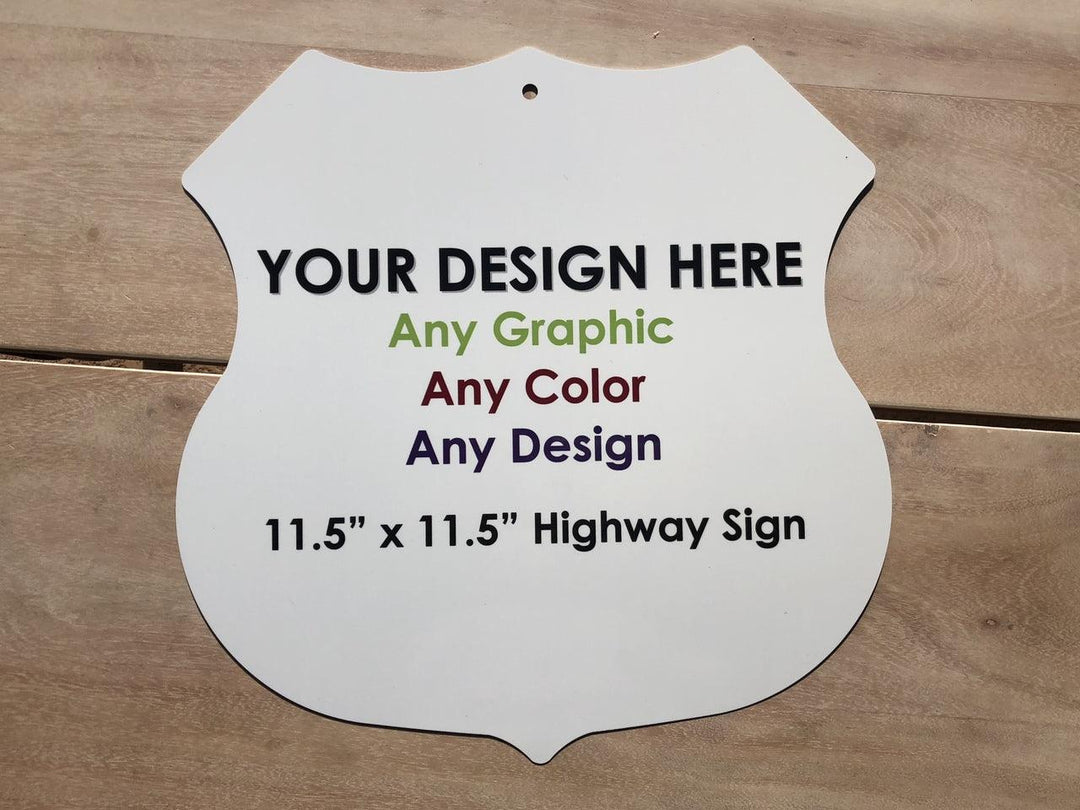 YOUR DESIGN HERE
Any Graphic
Any Color
Any Design
11.5” x 11.5” Highway Sign